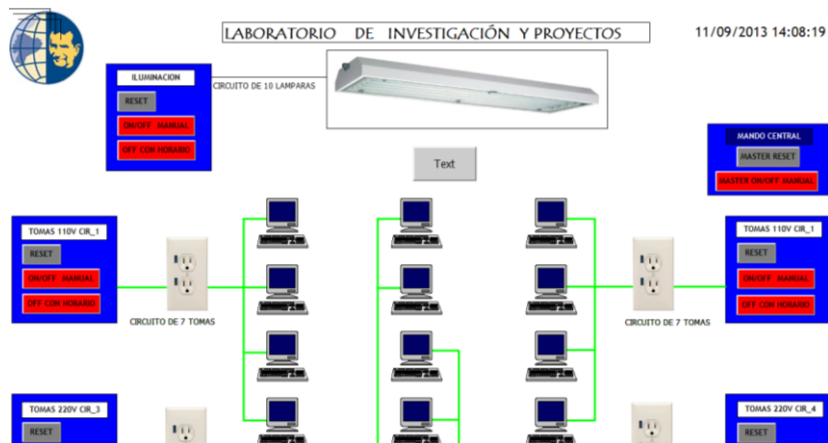 LABORATORIO DE INVESTIGACIÓN Y PROYECTOS
11/09/2013 14:08:19
ILUMINACION
RESET
ON/OFF MANUAL
OFF CON HORARIO
CIRCUITO DE 10 LAMPARAS
Text
MANDO CENTRAL
MASTER RESET
MASTER ON/OFF MANUAL
TOMAS 110V CIR_1
RESET
ON/OFF MANUAL
OFF CON HORARIO
CIRCUITO DE 7 TOMAS
TOMAS 110V CIR_1
RESET
ON/OFF MANUAL
OFF CON HORARIO
CIRCUITO DE 7 TOMAS
TOMAS 220V CIR_3
RESET
TOMAS 220V CIR_4
RESET